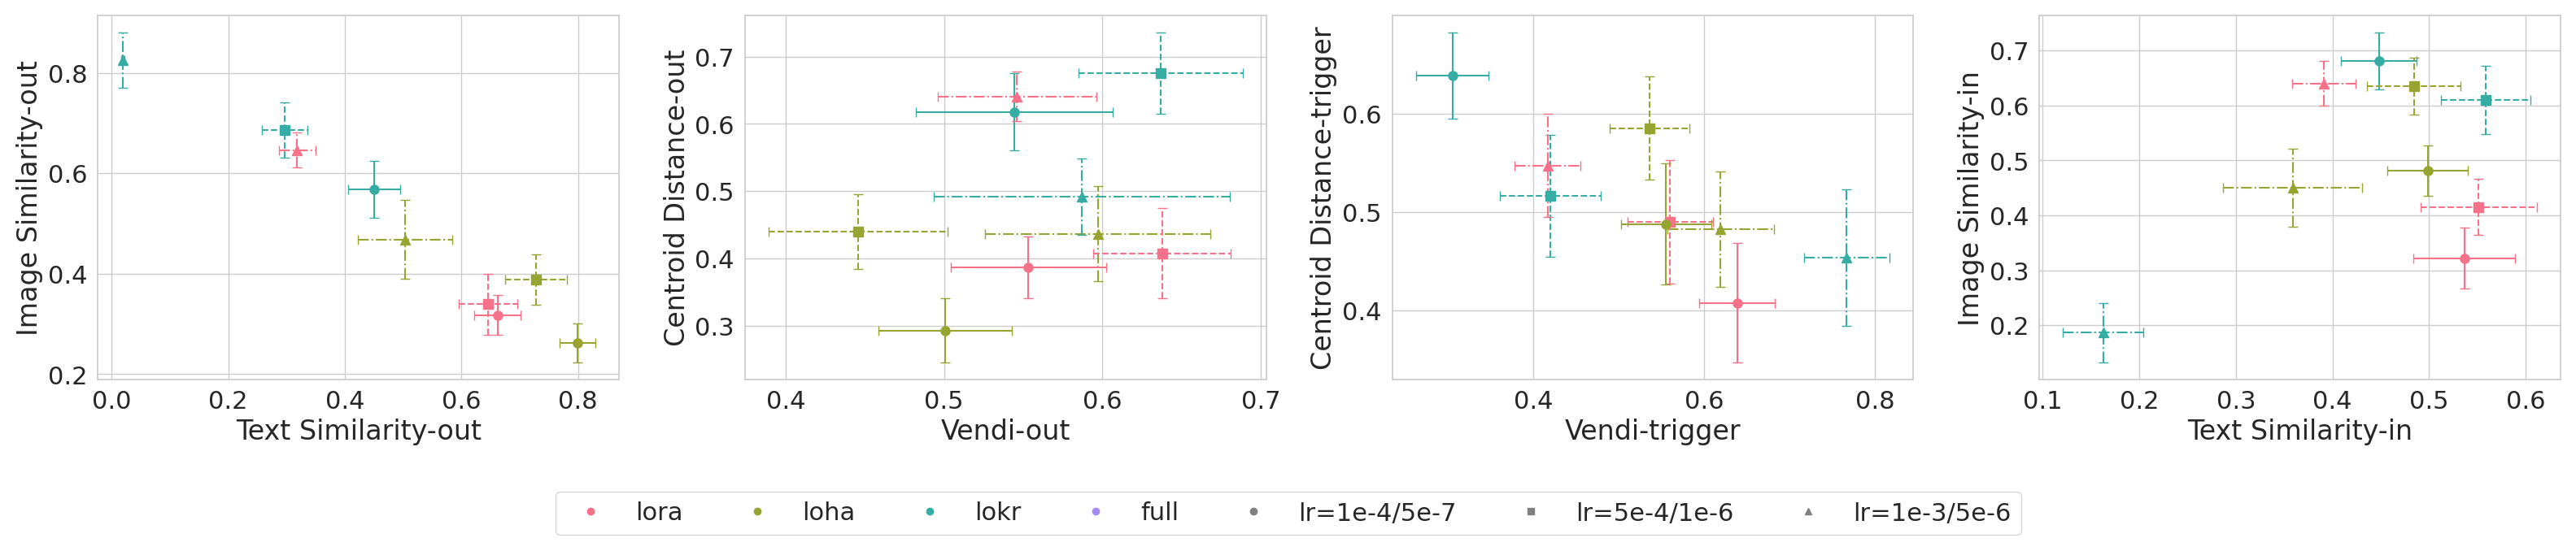 Image Similarity-out
0.8
0.6
0.4
0.2
0.0 0.2 0.4 0.6 0.8
Text Similarity-out
Centroid Distance-out
0.7
0.6
0.5
0.4
0.3
0.4 0.5 0.6 0.7
Vendi-out
Centroid Distance-trigger
0.6
0.5
0.4
0.4 0.6 0.8
Vendi-trigger
Image Similarity-in
0.7
0.6
0.5
0.4
0.3
0.2
0.1 0.2 0.3 0.4 0.5 0.6
Text Similarity-in
lora loha lokr full lr=1e-4/5e-7 lr=5e-4/1e-6 lr=1e-3/5e-6